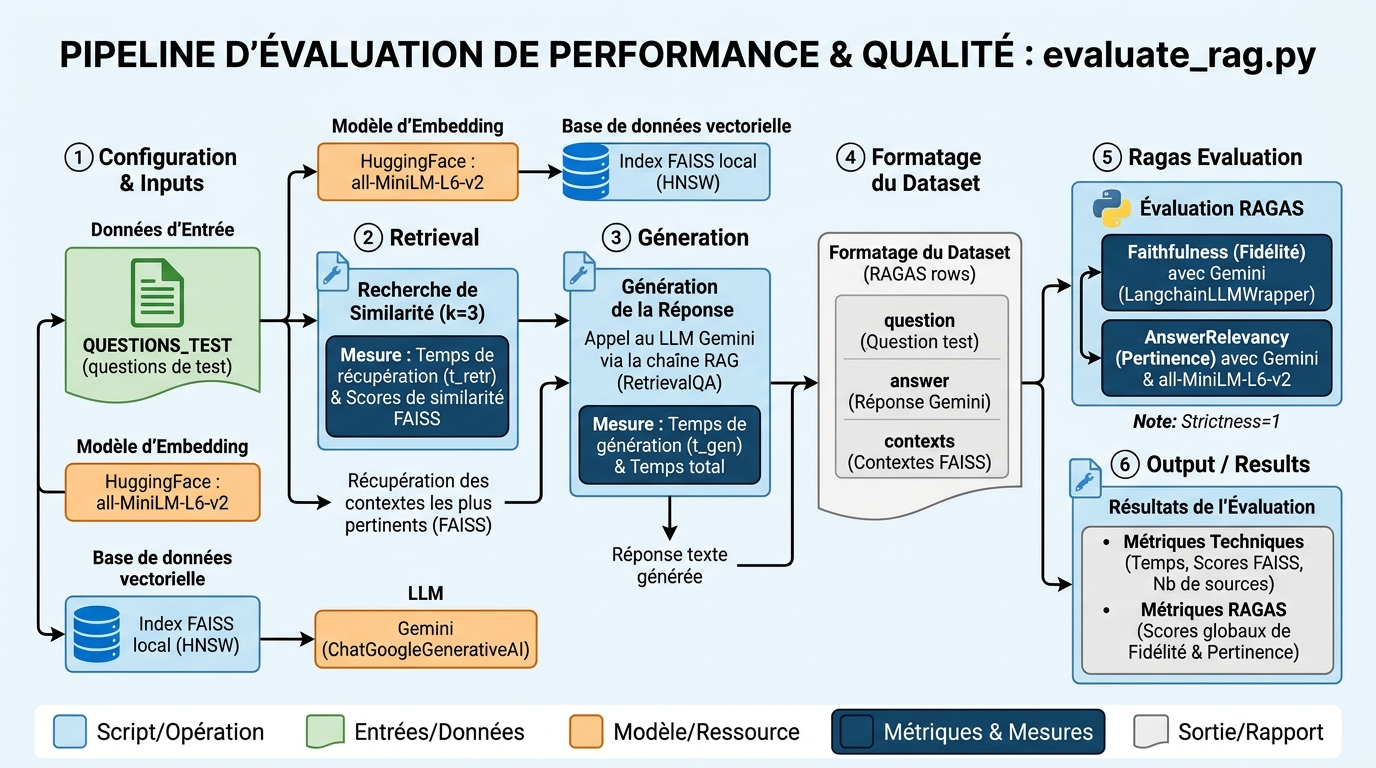 PIPELINE D'ÉVALUATION DE PERFORMANCE & QUALITÉ : evaluate_rag.py
1 Configuration
& Inputs
Données d'Entrée
QUESTIONS_TEST
(questions de test)
Modèle d'Embedding
HuggingFace :
all-MiniLM-L6-v2
Base de données
vectorielle
Index FAISS
local (HNSW)
LLM
Gemini
(ChatGoogleGenerativeAI)
Modèle d'Embedding
HuggingFace :
all-MiniLM-L6-v2
Base de données vectorielle
Index FAISS local
(HNSW)
2 Retrieval
Recherche de
Similarité (k=3)
Mesure : Temps de
récupération (t_retr)
& Scores de similarité
FAISS
Récupération des
contextes les plus
pertinents (FAISS)
3 Géneration
Génération
de la Réponse
Appel au LLM Gemini
via la chaîne RAG
(RetrievalQA)
Mesure : Temps de
génération (t_gen)
& Temps total
Réponse texte
générée
4 Formatage
du Dataset
Formatage du Dataset
(RAGAS rows)
question
(Question test)
answer
(Réponse Gemini)
contexts
(Contextes FAISS)
5 Ragas Evaluation
Évaluation RAGAS
Faithfulness (Fidélité)
avec Gemini
(LangchainLLMWrapper)
AnswerRelevancy
(Pertinence) avec Gemini
& all-MiniLM-L6-v2
Note: Strictness=1
6 Output / Results
Résultats de l'Évaluation
• Métriques Techniques
(Temps, Scores FAISS,
Nb de sources)
• Métriques RAGAS
(Scores globaux de
Fidélité & Pertinence)
Script/Opération
Entrées/Données
Modèle/Ressource
Métriques & Mesures
Sortie/Rapport